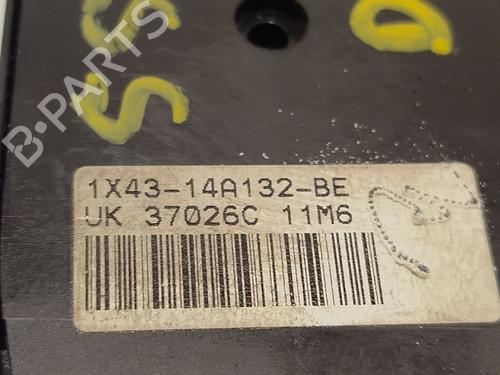 S S D
S
B-PARTS
1X43-14A132-BE
UK 37026C 11M6